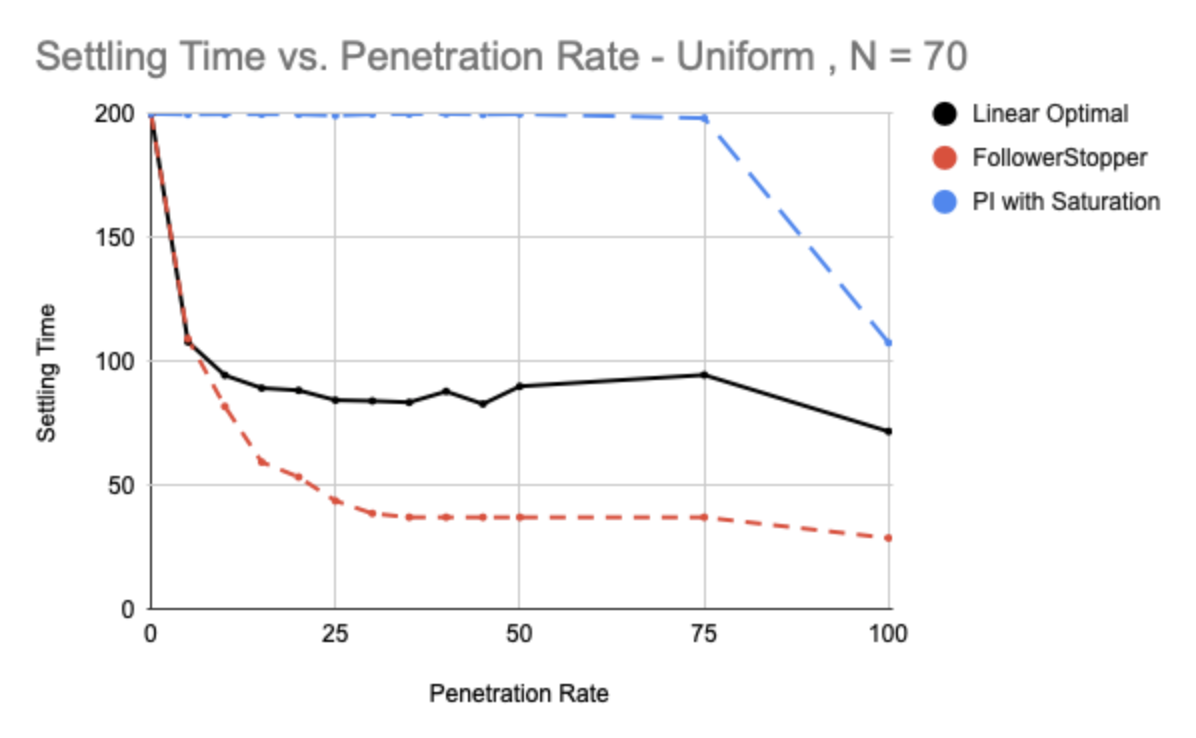 Settling Time vs. Penetration Rate - Uniform , N = 70
200
150
100
50
0
Settling Time
0 25 50 75 100
Penetration Rate
Linear Optimal
FollowerStopper
PI with Saturation